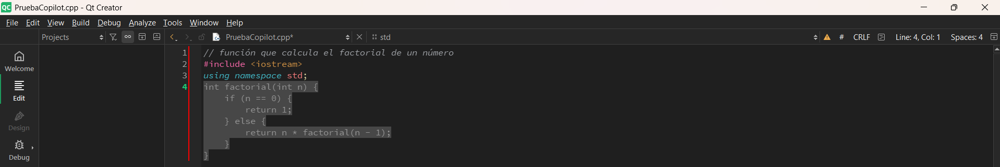 QC PruebaCopilot.cpp - Qt Creator
File Edit View Build Debug Analyze Tools Window Help
Projects PruebaCopilot.cpp* std # CRLF Line: 4, Col: 1 Spaces: 4
Welcome
Edit
Design
Debug
1 // función que calcula el factorial de un número
2 #include <iostream>
3 using namespace std;
4 int factorial(int n) {
if (n == 0) {
return 1;
} else {
return n * factorial(n - 1);
}
}